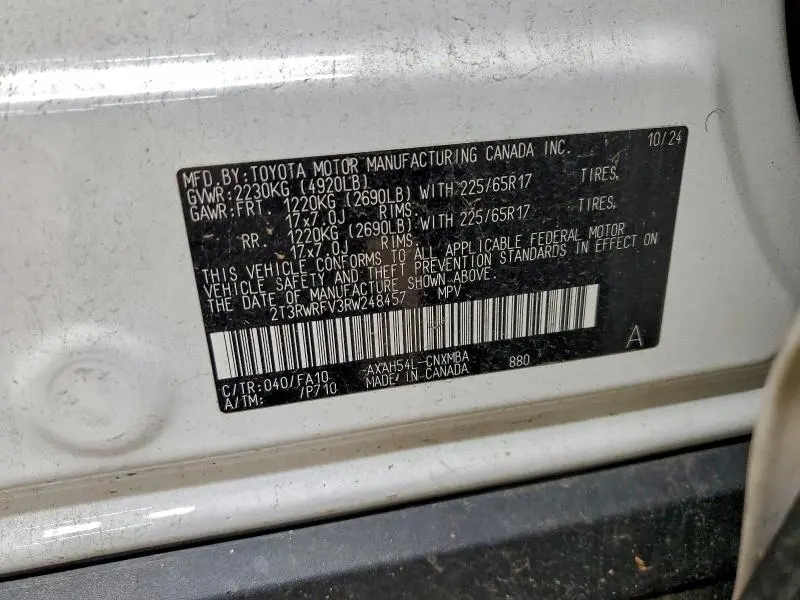 MFD.BY:TOYOTA MOTOR MANUFACTURING CANADA INC. 10/24
GVWR:2230KG (4920LB)
GAWR:FRT. 1220KG (2690LB) WITH 225/65R17 TIRES,
17x7.0J RIMS.
RR. 1220KG (2690LB) WITH 225/65R17 TIRES,
17x7.0J RIMS.
THIS VEHICLE CONFORMS TO ALL APPLICABLE FEDERAL MOTOR
VEHICLE SAFETY AND THEFT PREVENTION STANDARDS IN EFFECT ON
THE DATE OF MANUFACTURE SHOWN ABOVE.
2T3RWRFV3RW248457 MPV
A
C/TR:040/FA10 -AXAH54L-CNXMBA 880
A/TM: /P710 MADE IN CANADA